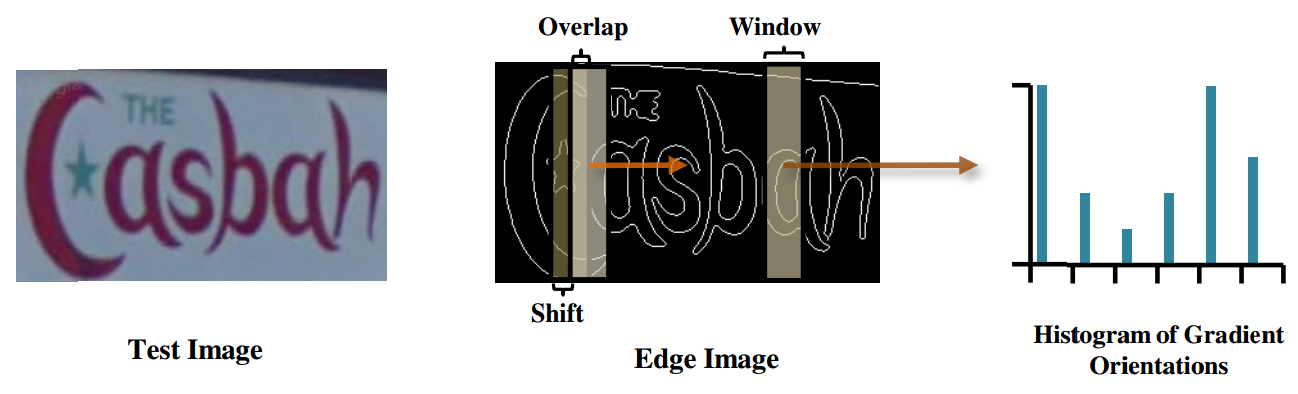 Overlap
Window
THE
Casbah
THE
Casbah
Shift
Test Image
Edge Image
Histogram of Gradient
Orientations